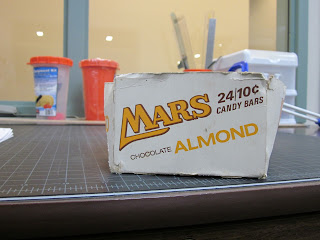 MARS
24|10¢
CANDY BARS
CHOCOLATE ALMOND